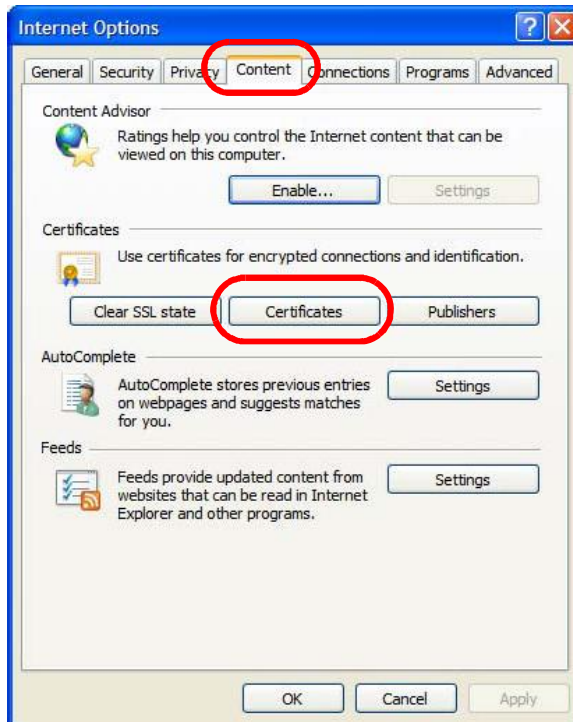 Internet Options
General Security Privacy Content Connections Programs Advanced
Content Advisor
Ratings help you control the Internet content that can be
viewed on this computer.
Enable... Settings
Certificates
Use certificates for encrypted connections and identification.
Clear SSL state Certificates Publishers
AutoComplete
AutoComplete stores previous entries
on webpages and suggests matches
for you.
Settings
Feeds
Feeds provide updated content from
websites that can be read in Internet
Explorer and other programs.
Settings
OK Cancel Apply